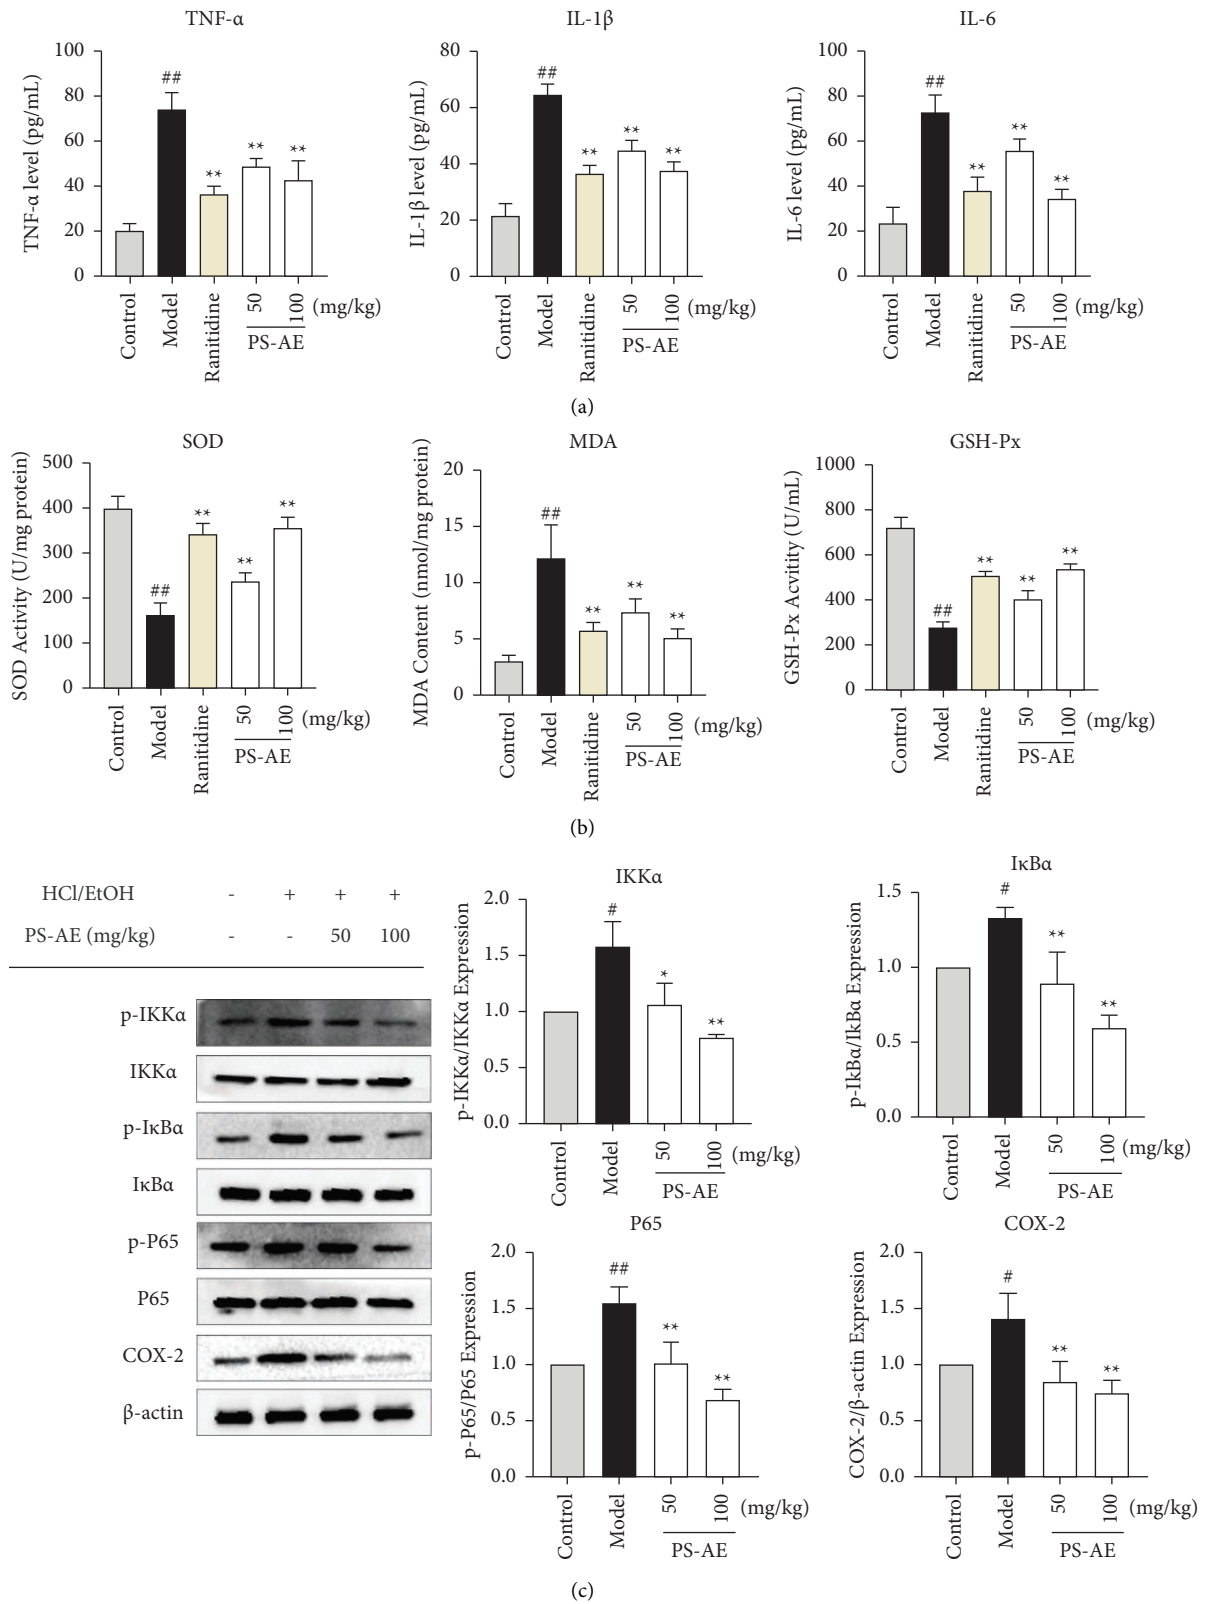 TNF-α
TNF-α level (pg/mL)
100
80
60
40
20
0
##
**
**
**
Control
Model
Ranitidine
50
100
(mg/kg)
PS-AE
IL-1β
IL-1β level (pg/mL)
80
60
40
20
0
##
**
**
**
Control
Model
Ranitidine
50
100
(mg/kg)
PS-AE
IL-6
IL-6 level (pg/mL)
100
80
60
40
20
0
##
**
**
**
Control
Model
Ranitidine
50
100
(mg/kg)
PS-AE
(a)
SOD
SOD Activity (U/mg protein)
500
400
300
200
100
0
##
**
**
**
Control
Model
Ranitidine
50
100
(mg/kg)
PS-AE
MDA
MDA Content (nmol/mg protein)
20
15
10
5
0
##
**
**
**
Control
Model
Ranitidine
50
100
(mg/kg)
PS-AE
GSH-Px
GSH-Px Acvitity (U/mL)
1000
800
600
400
200
0
##
**
**
**
Control
Model
Ranitidine
50
100
(mg/kg)
PS-AE
(b)
HCl/EtOH - + + +
PS-AE (mg/kg) - - 50 100
p-IKKα
IKKα
p-IκBα
IκBα
p-P65
P65
COX-2
β-actin
IKKα
p-IKKα/IKKα Expression
2.0
1.5
1.0
0.5
0.0
#
*
**
Control
Model
50
100
(mg/kg)
PS-AE
IκBα
p-IkBα/IkBα Expression
1.5
1.0
0.5
0.0
#
**
**
Control
Model
50
100
(mg/kg)
PS-AE
P65
p-P65/P65 Expression
2.0
1.5
1.0
0.5
0.0
##
**
**
Control
Model
50
100
(mg/kg)
PS-AE
COX-2
COX-2/β-actin Expression
2.0
1.5
1.0
0.5
0.0
#
**
**
Control
Model
50
100
(mg/kg)
PS-AE
(c)